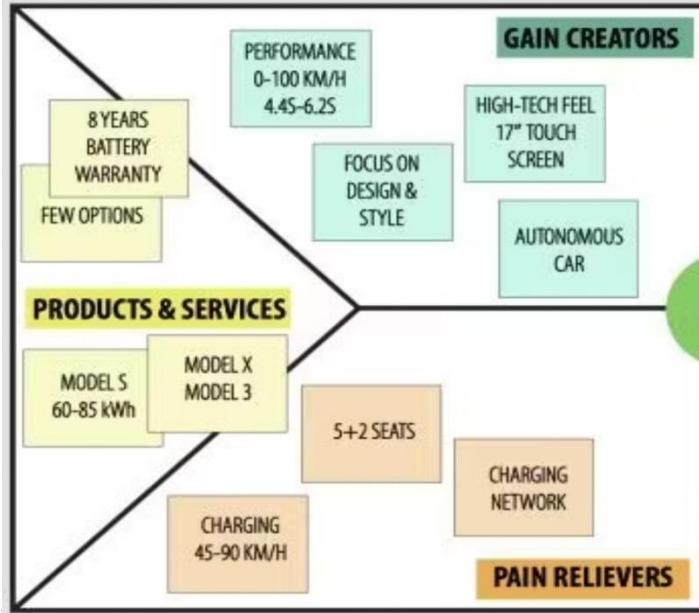 GAIN CREATORS
PERFORMANCE
0-100 KM/H
4.4S-6.2S
HIGH-TECH FEEL
17" TOUCH
SCREEN
FOCUS ON
DESIGN &
STYLE
AUTONOMOUS
CAR
8 YEARS
BATTERY
WARRANTY
FEW OPTIONS
PRODUCTS & SERVICES
MODEL S
60-85 kWh
MODEL X
MODEL 3
5+2 SEATS
CHARGING
NETWORK
CHARGING
45-90 KM/H
PAIN RELIEVERS